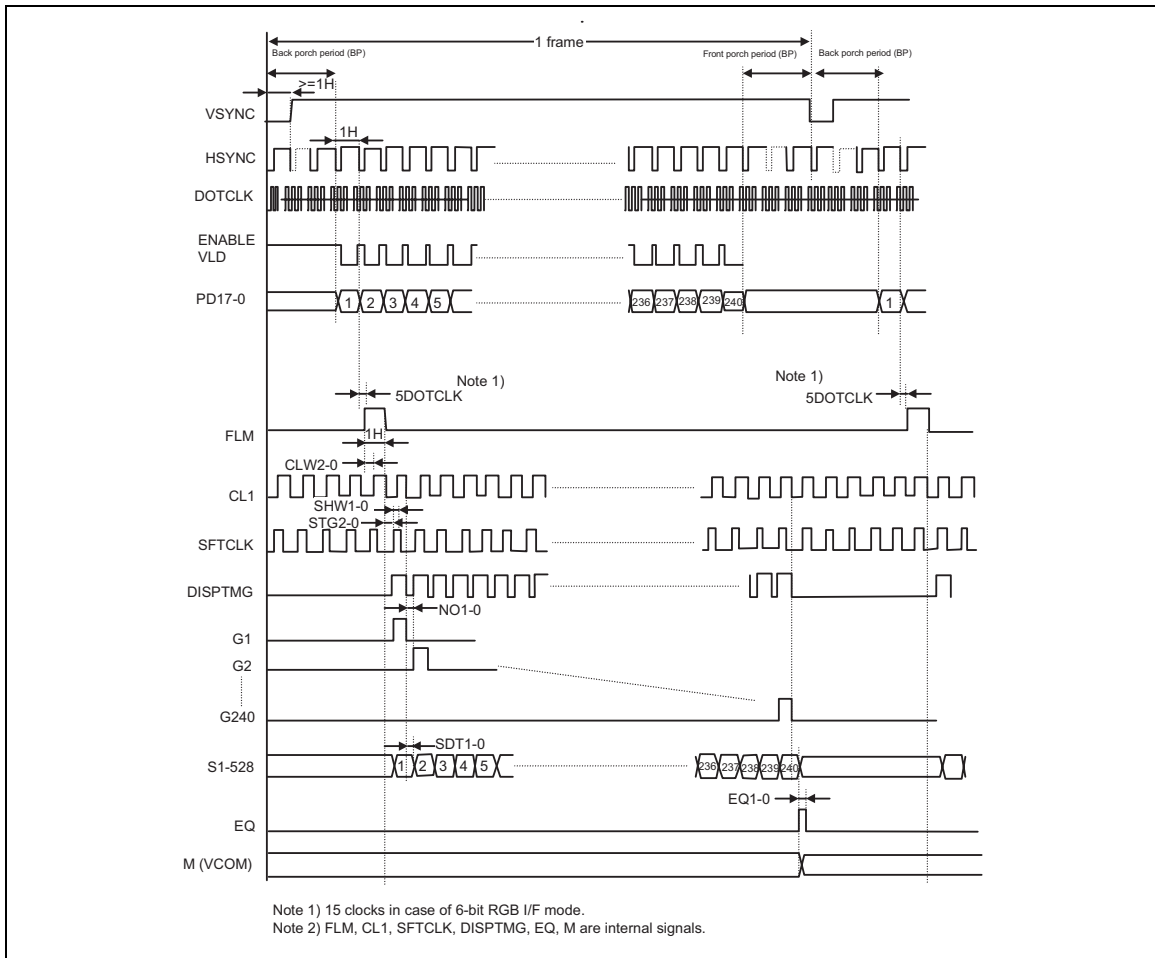 1 frame
Back porch period (BP)
Front porch period (BP)
Back porch period (BP)
>=1H
VSYNC
1H
HSYNC
DOTCLK
ENABLE
VLD
PD17-0
1 2 3 4 5
236 237 238 239 240
1
Note 1)
Note 1)
5DOTCLK
5DOTCLK
FLM
1H
CLW2-0
CL1
SHW1-0
STG2-0
SFTCLK
DISPTMG
NO1-0
G1
G2
G240
SDT1-0
S1-528
1 2 3 4 5
236 237 238 239 240
EQ1-0
EQ
M (VCOM)
Note 1) 15 clocks in case of 6-bit RGB I/F mode.
Note 2) FLM, CL1, SFTCLK, DISPTMG, EQ, M are internal signals.